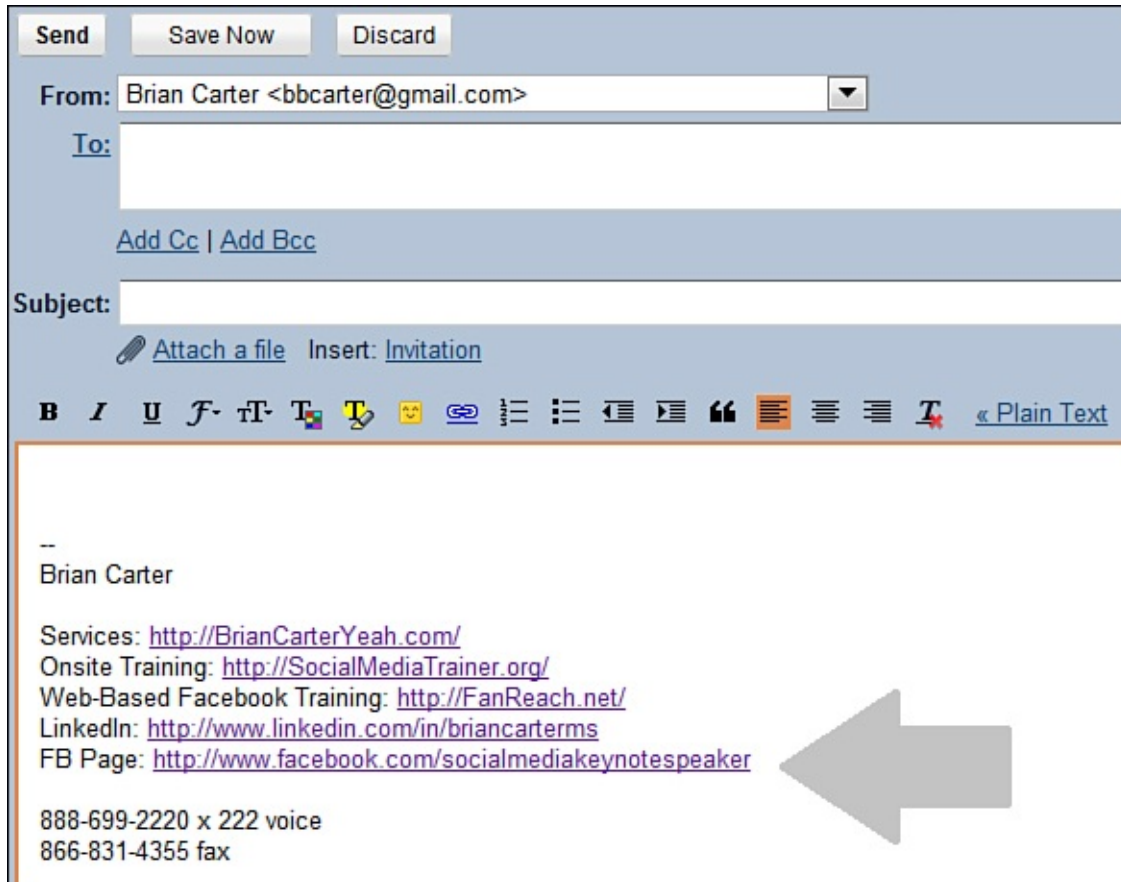 Send Save Now Discard
From: Brian Carter <bbcarter@gmail.com>
To:
Add Cc | Add Bcc
Subject:
Attach a file Insert: Invitation
B I U F TT T T « Plain Text
--
Brian Carter
Services: http://BrianCarterYeah.com/
Onsite Training: http://SocialMediaTrainer.org/
Web-Based Facebook Training: http://FanReach.net/
LinkedIn: http://www.linkedin.com/in/briancarterms
FB Page: http://www.facebook.com/socialmediakeynotespeaker
888-699-2220 x 222 voice
866-831-4355 fax